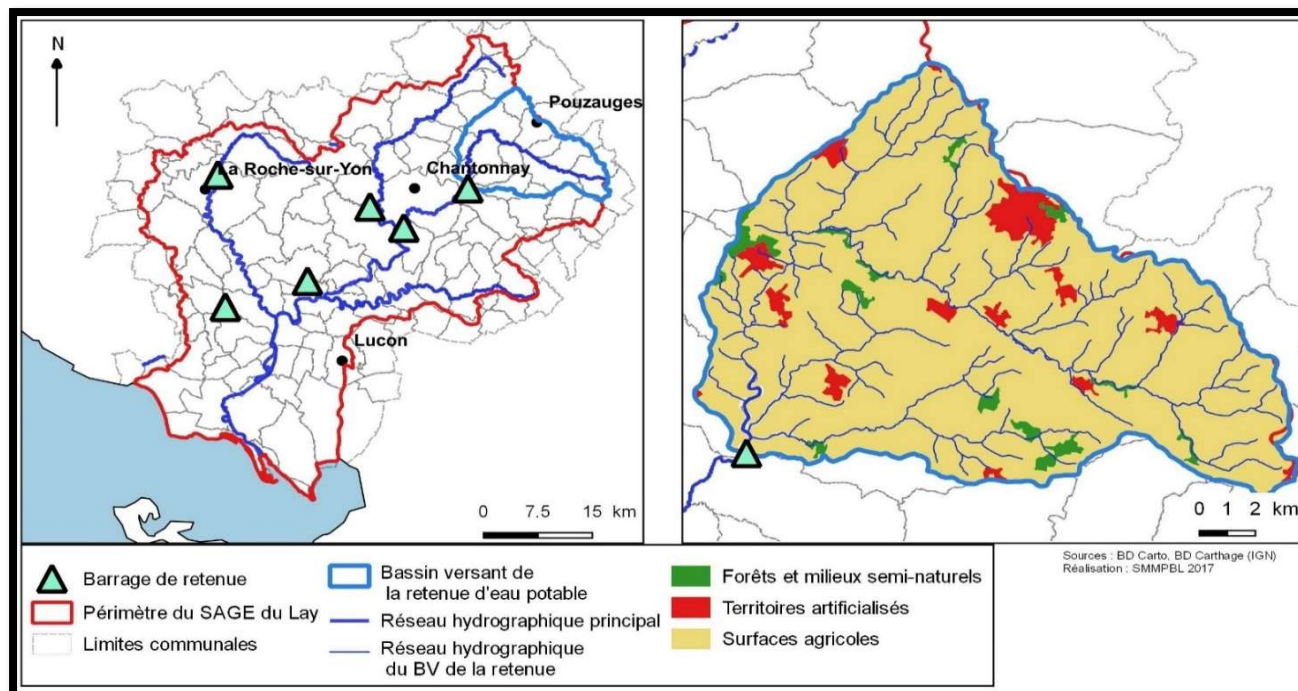 N
Pouzauges
La Roche-sur-Yon
Chantonnay
Lucon
0 7.5 15 km
0 1 2 km
Sources : BD Carto, BD Carthage (IGN)
Réalisation : SMMPBL 2017
Barrage de retenue
Périmètre du SAGE du Lay
Limites communales
Bassin versant de
la retenue d'eau potable
Réseau hydrographique principal
Réseau hydrographique
du BV de la retenue
Forêts et milieux semi-naturels
Territoires artificialisés
Surfaces agricoles